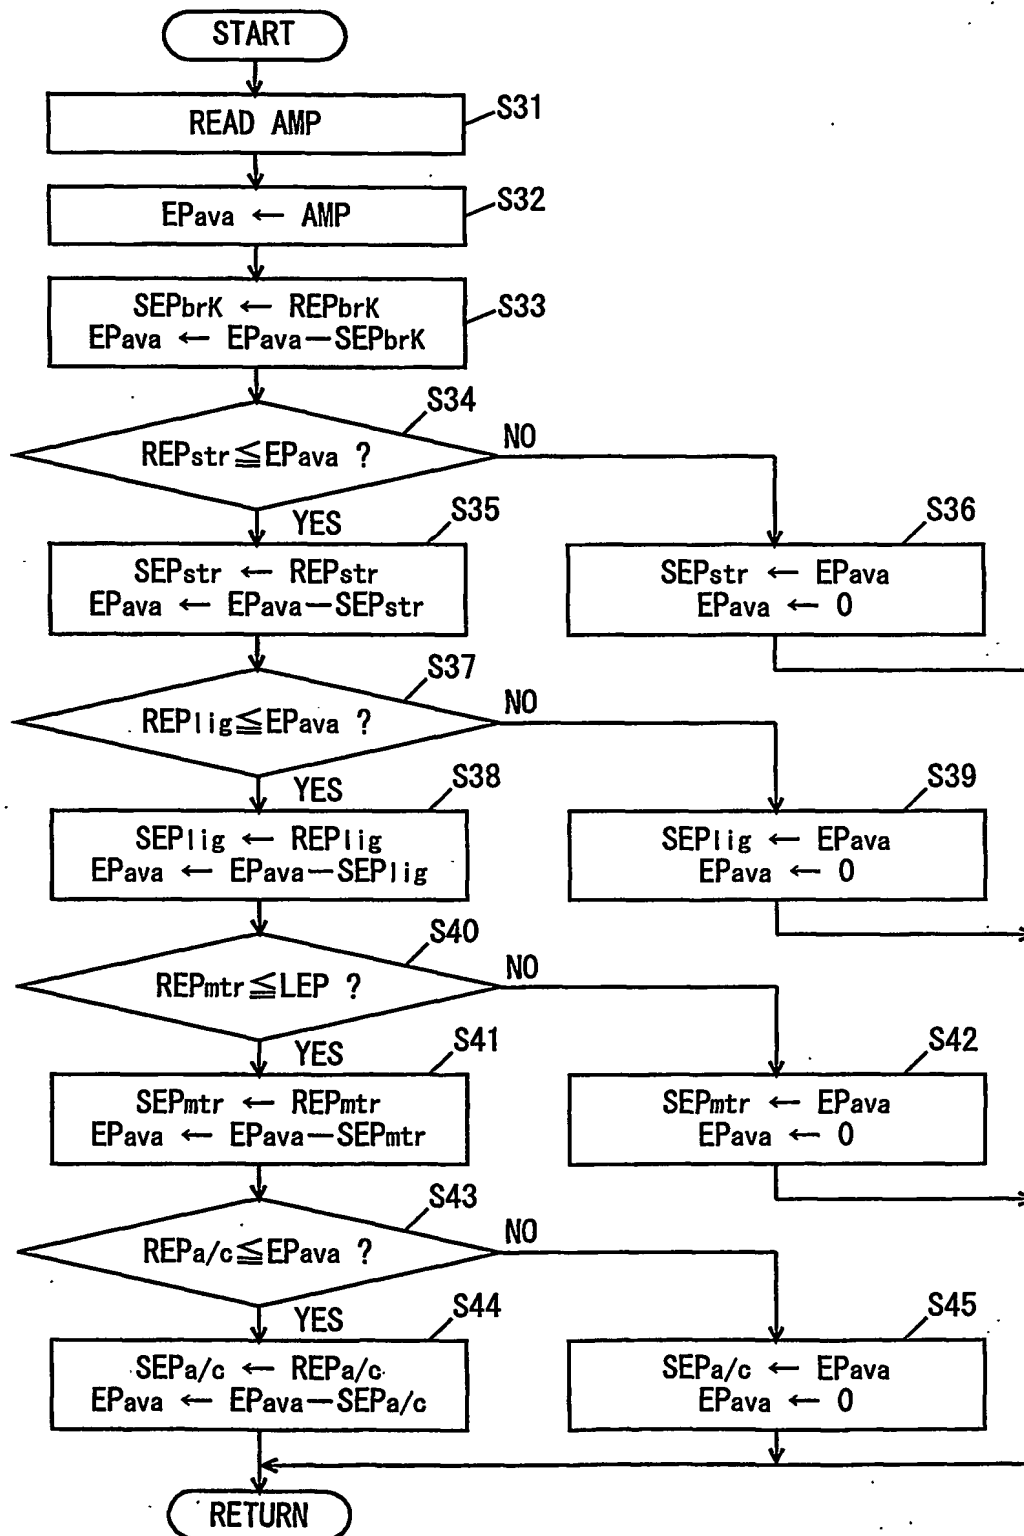 START
READ AMP
S31
EPava ← AMP
S32
SEPbrK ← REPbrK
EPava ← EPava—SEPbrK
S33
S34
REPstr≦EPava ?
NO
YES
S35
SEPstr ← REPstr
EPava ← EPava—SEPstr
S36
SEPstr ← EPava
EPava ← 0
S37
REPlig≦EPava ?
NO
YES
S38
SEPlig ← REPlig
EPava ← EPava—SEPlig
S39
SEPlig ← EPava
EPava ← 0
S40
REPmtr≦LEP ?
NO
YES
S41
SEPmtr ← REPmtr
EPava ← EPava—SEPmtr
S42
SEPmtr ← EPava
EPava ← 0
S43
REPa/c≦EPava ?
NO
YES
S44
SEPa/c ← REPa/c
EPava ← EPava—SEPa/c
S45
SEPa/c ← EPava
EPava ← 0
RETURN